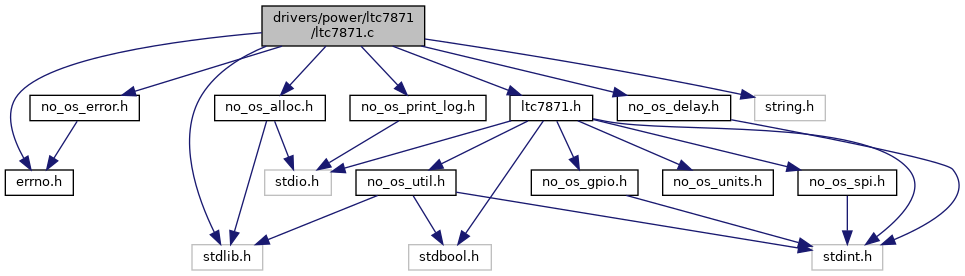 drivers/power/ltc7871
/ltc7871.c
no_os_error.h
no_os_alloc.h
no_os_print_log.h
ltc7871.h
no_os_delay.h
string.h
errno.h
stdio.h
no_os_util.h
no_os_gpio.h
no_os_units.h
no_os_spi.h
stdlib.h
stdbool.h
stdint.h